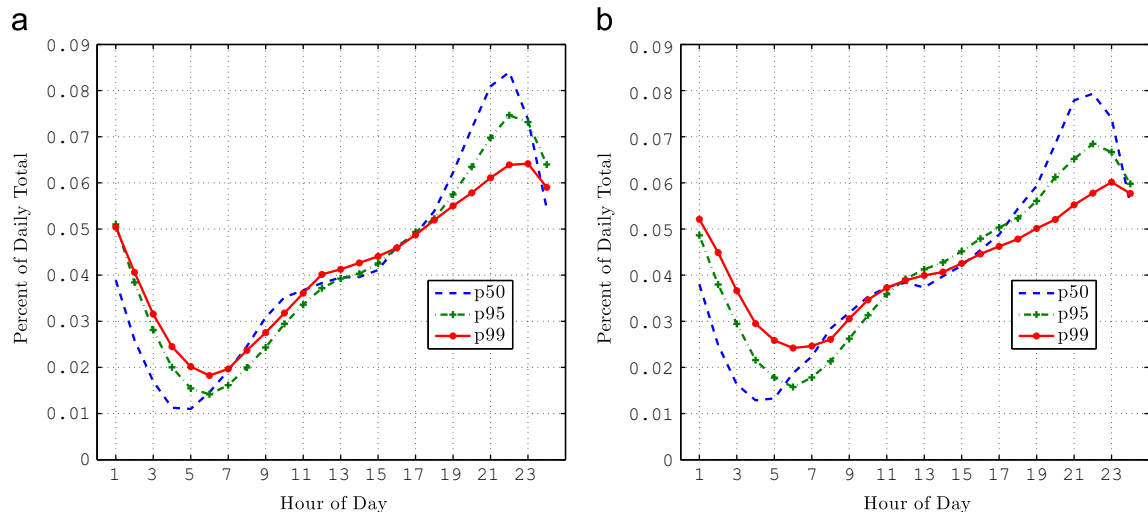 a
Percent of Daily Total
0.09
0.08
0.07
0.06
0.05
0.04
0.03
0.02
0.01
0
1 3 5 7 9 11 13 15 17 19 21 23
Hour of Day
p50
p95
p99
b
Percent of Daily Total
0.09
0.08
0.07
0.06
0.05
0.04
0.03
0.02
0.01
0
1 3 5 7 9 11 13 15 17 19 21 23
Hour of Day
p50
p95
p99